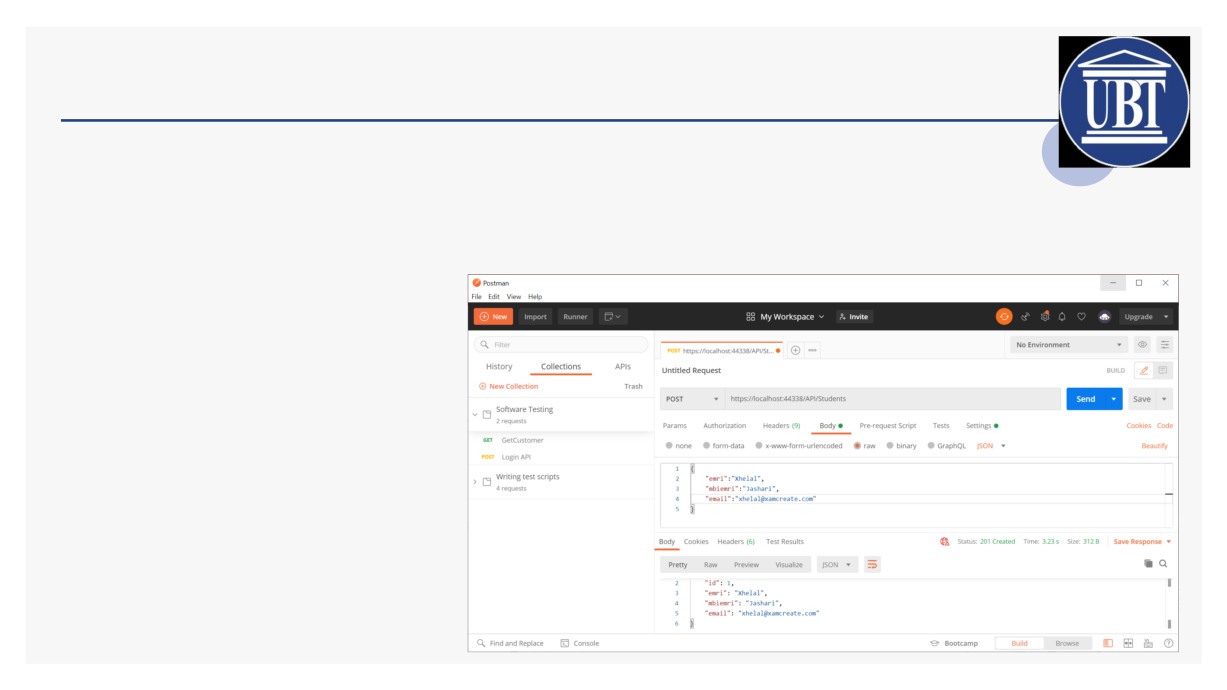 UBT
Postman
File Edit View Help
New Import Runner My Workspace Invite Upgrade
Filter
History Collections APIs
New Collection Trash
Software Testing
2 requests
GET GetCustomer
POST Login API
Writing test scripts
4 requests
POST https://localhost:44338/API/St... No Environment
Untitled Request BUILD
POST https://localhost:44338/API/Students Send Save
Params Authorization Headers (9) Body Pre-request Script Tests Settings Cookies Code
none form-data x-www-form-urlencoded raw binary GraphQL JSON Beautify
1 {
2 "emri":"Xhelal",
3 "mbiemri":"Jashari",
4 "email":"xhelal@xamcreate.com"
5 }
Body Cookies Headers (6) Test Results Status: 201 Created Time: 3.23 s Size: 312 B Save Response
Pretty Raw Preview Visualize JSON
2 "id": 1,
3 "emri": "Xhelal",
4 "mbiemri": "Jashari",
5 "email": "xhelal@xamcreate.com"
6 }
Find and Replace Console Bootcamp Build Browse